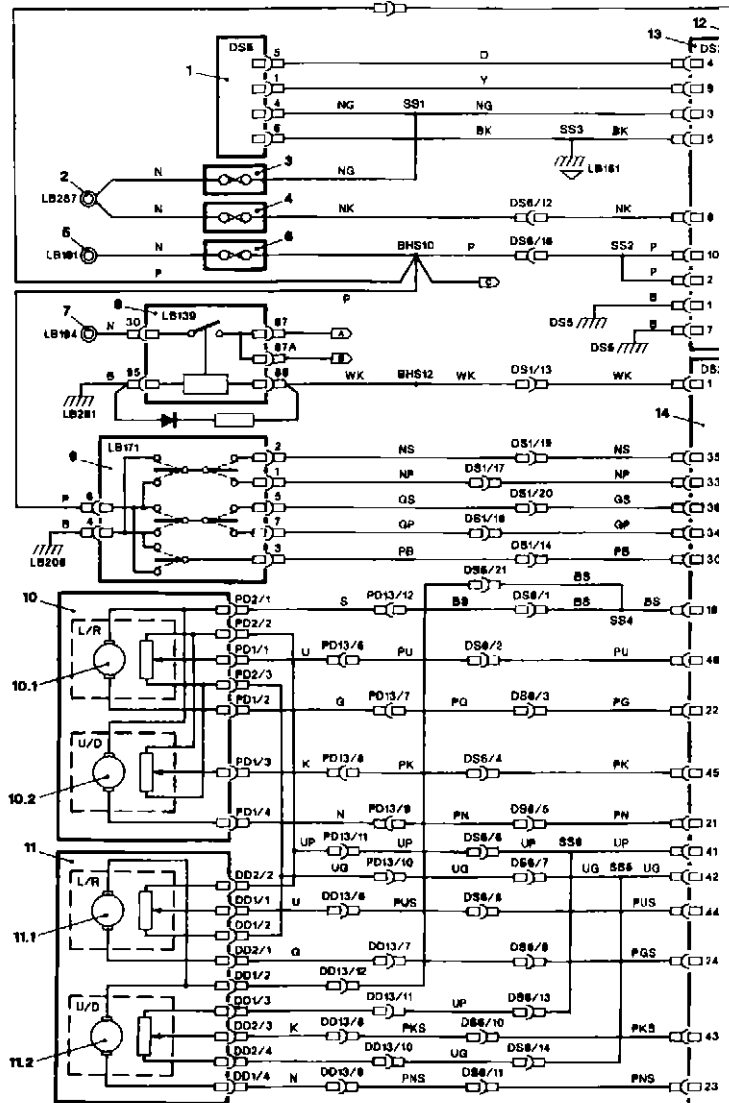 12
13 DS
DS5 5 O 4
1 1 Y 9
4 NG SS1 NG 3
6 BK SS3 BK 5
LB151
2 N 3 NG
LB287
N 4 NK DS6/12 NK 8
5 N 6 BHS10 P DS6/16 SS2 P 10
LB191
P C P 2
P B 1
DS5
7 8 LB139 87 A B 7
LB194 N 30 DS5
87A B
B 85 86 WK BHS12 WK DS1/13 WK 1
LB281
DS
14
9 LB171 2 NS DS1/19 NS 35
1 NP DS1/17 NP 33
P 6 5 GS DS1/20 GS 36
B 4 7 GP DS1/18 GP 34
LB206 3 PB DS1/14 PB 30
DS6/21 BS
10 PD2/1 S PD13/12 BS DS6/1 BS SS4 BS 19
L/R PD2/2
PD1/1 U PD13/6 PU DS6/2 PU 46
10.1 PD2/3
PD1/2 G PD13/7 PG DS6/3 PG 22
U/D
10.2 PD1/3 K PD13/8 PK DS6/4 PK 45
PD1/4 N PD13/9 PN DS6/5 PN 21
UP PD13/11 UP DS6/6 UP SS6 UP 41
11 UG PD13/10 UG DS6/7 UG SS5 UG 42
L/R DD2/2
DD1/1 U DD13/6 PUS DS6/8 PUS 44
11.1 DD1/2
DD2/1 G DD13/7 DS6/9 PGS 24
DD1/2 DD13/12
U/D DD1/3 DD13/11 UP DS6/13
11.2 DD2/3 K DD13/8 PKS DS6/10 PKS 43
DD2/4 DD13/10 UG DS6/14
DD1/4 N DD13/9 PNS DS6/11 PNS 23